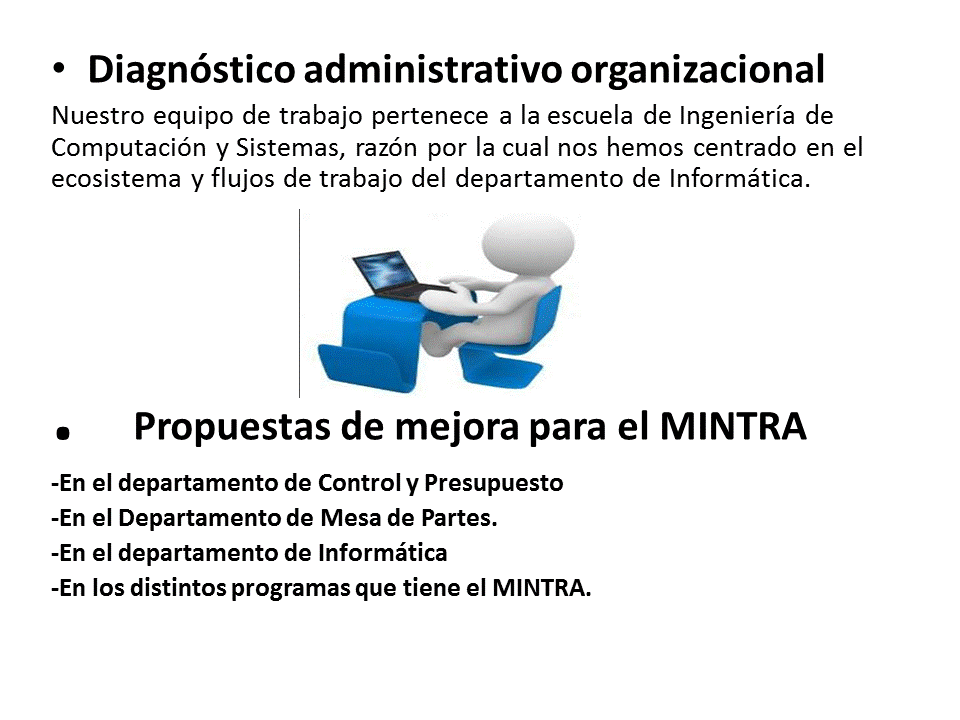 • Diagnóstico administrativo organizacional
Nuestro equipo de trabajo pertenece a la escuela de Ingeniería de
Computación y Sistemas, razón por la cual nos hemos centrado en el
ecosistema y flujos de trabajo del departamento de Informática.
• Propuestas de mejora para el MINTRA
-En el departamento de Control y Presupuesto
-En el Departamento de Mesa de Partes.
-En el departamento de Informática
-En los distintos programas que tiene el MINTRA.